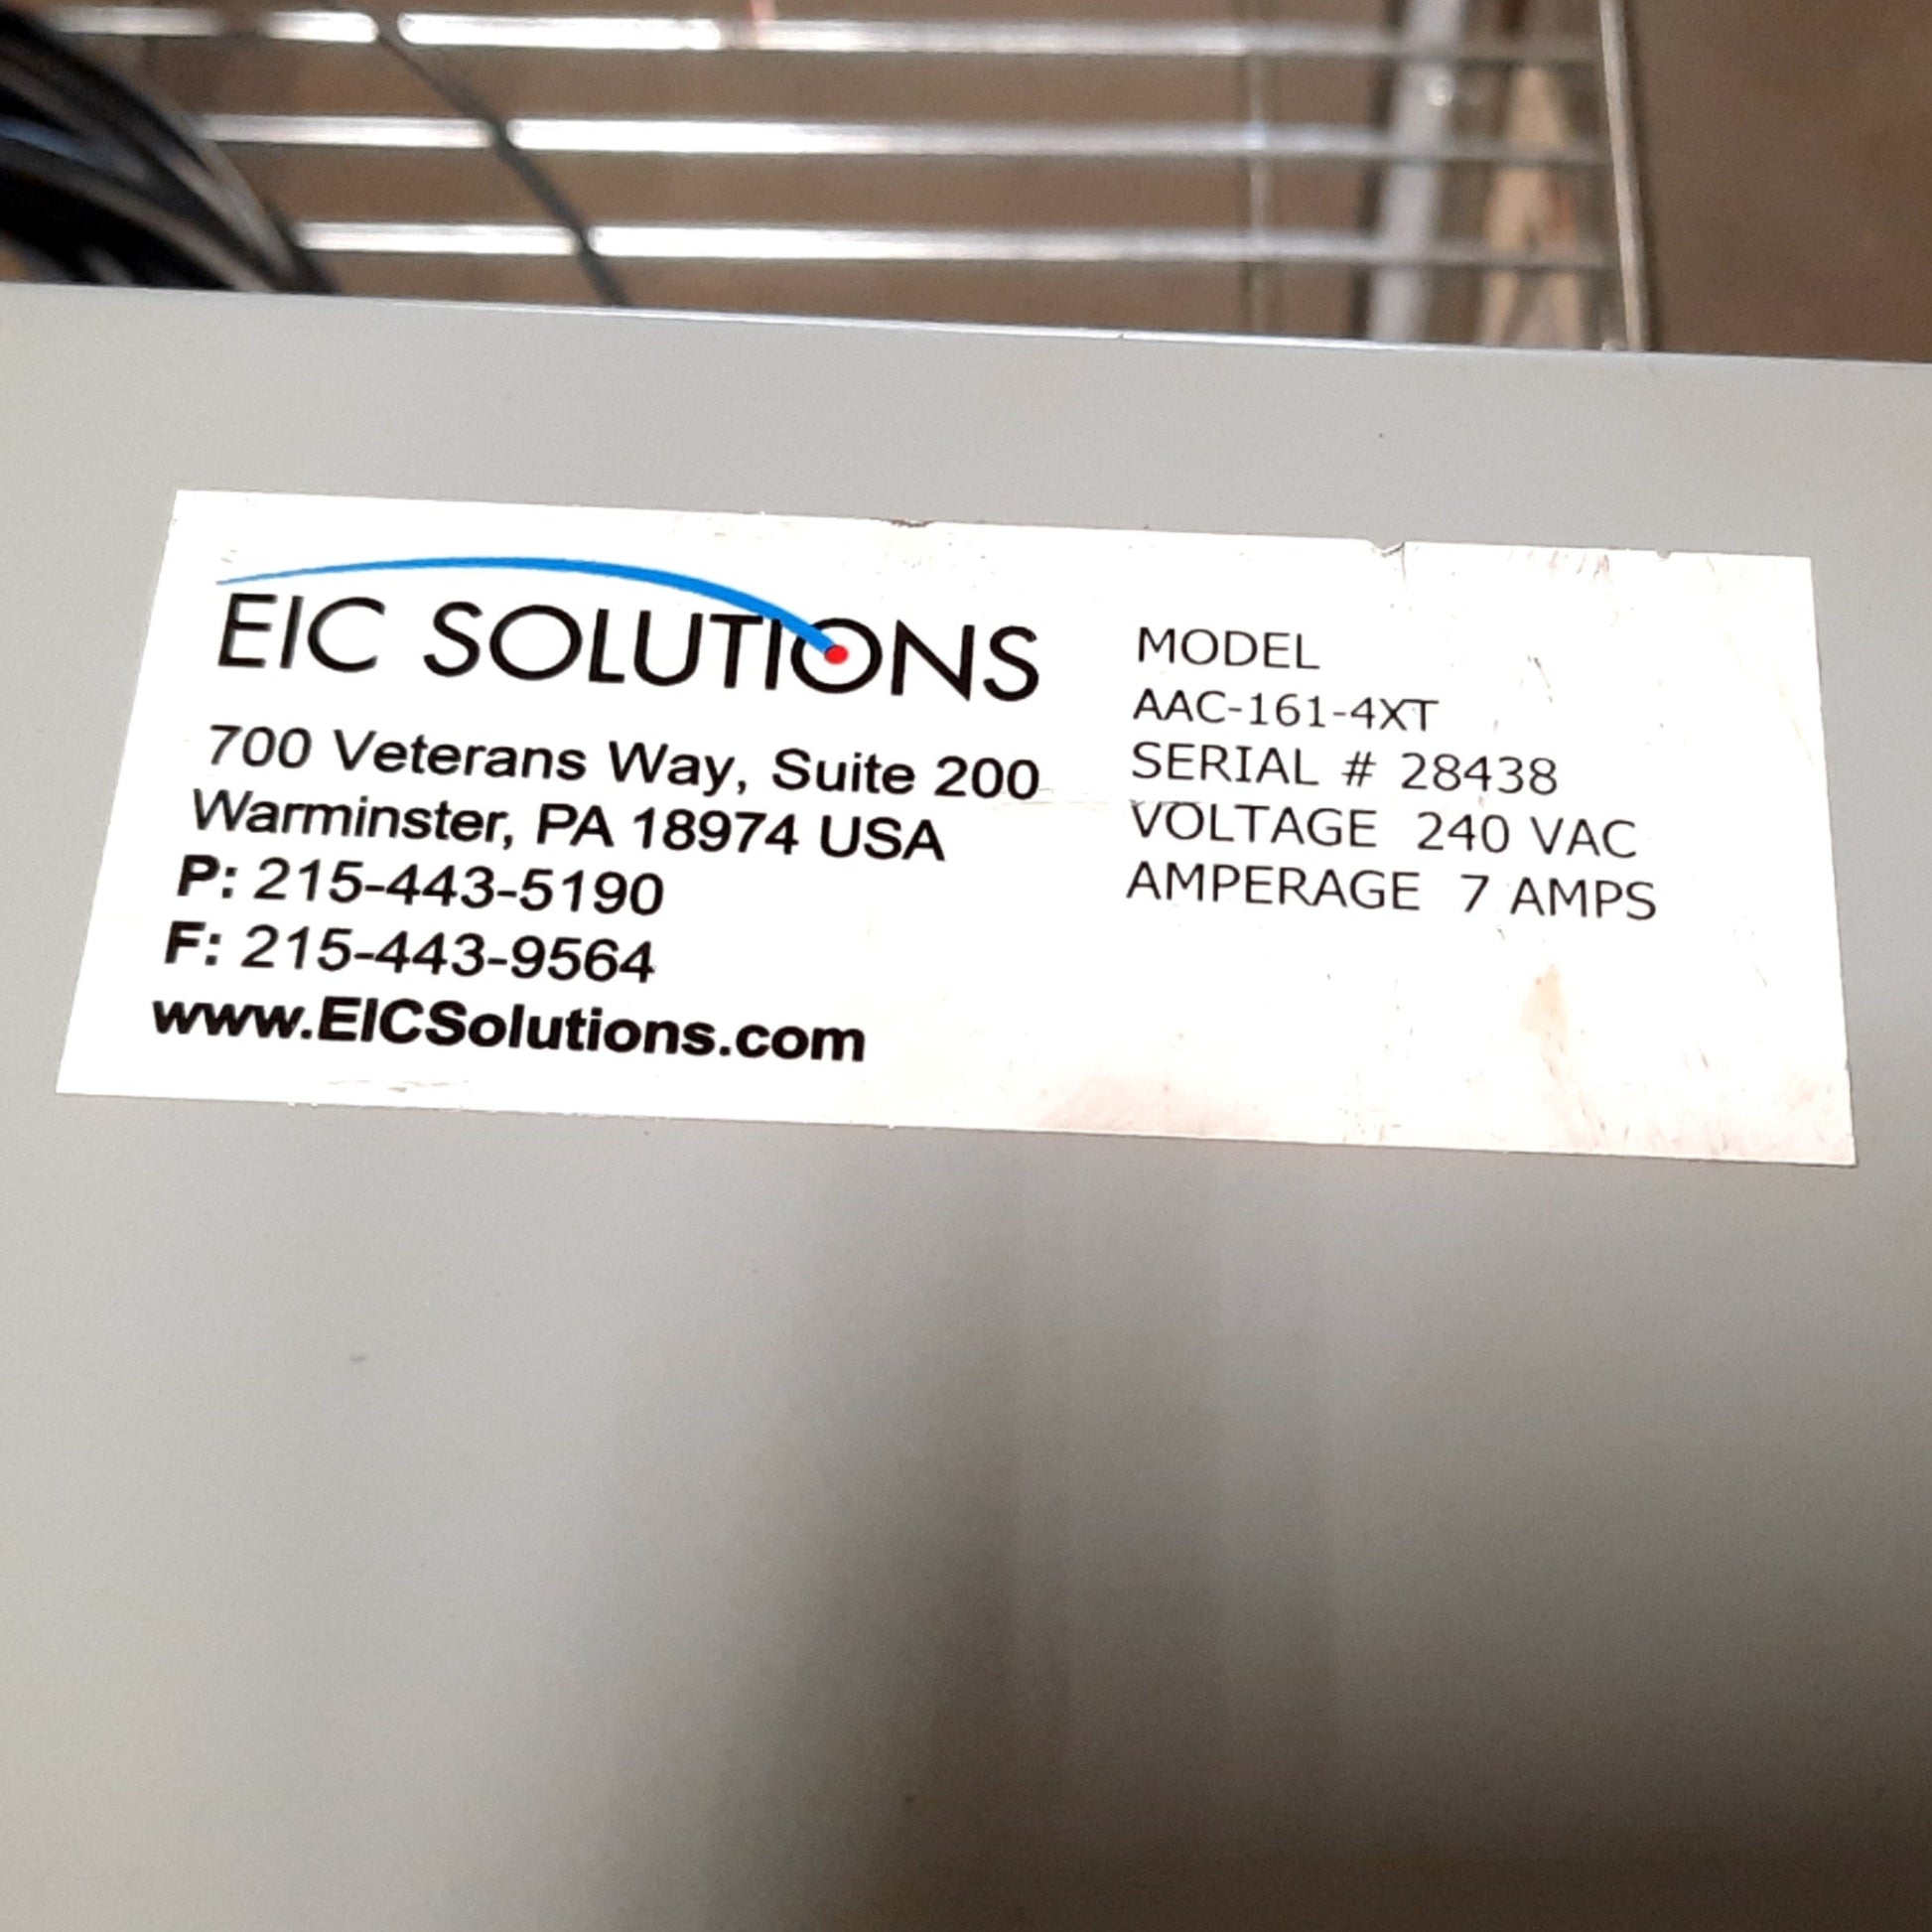 EIC SOLUTIONS
700 Veterans Way, Suite 200
Warminster, PA 18974 USA
P: 215-443-5190
F: 215-443-9564
www.EICSolutions.com
MODEL
AAC-161-4XT
SERIAL # 28438
VOLTAGE 240 VAC
AMPERAGE 7 AMPS